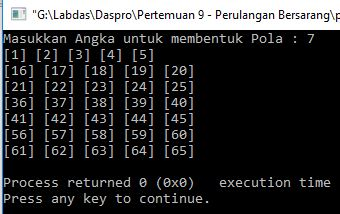 "G:\Labdas\Daspro\Pertemuan 9 - Perulangan Bersarang\p
Masukkan Angka untuk membentuk Pola : 7
[1] [2] [3] [4] [5]
[16] [17] [18] [19] [20]
[21] [22] [23] [24] [25]
[36] [37] [38] [39] [40]
[41] [42] [43] [44] [45]
[56] [57] [58] [59] [60]
[61] [62] [63] [64] [65]
Process returned 0 (0x0)   execution time
Press any key to continue.